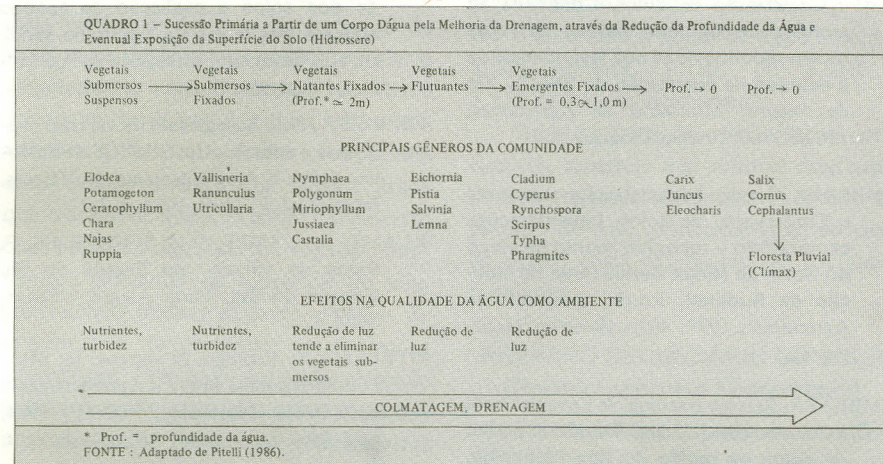 QUADRO 1 — Sucessão Primária a Partir de um Corpo Dágua pela Melhoria da Drenagem, através da Redução da Profundidade da Água e
Eventual Exposição da Superfície do Solo (Hidrossere)
Vegetais Vegetais Vegetais Vegetais Vegetais
Submersos → Submersos → Natantes Fixados → Flutuantes → Emergentes Fixados → Prof. → 0 Prof. → 0
Suspensos Fixados (Prof.* ≃ 2m) (Prof. = 0,3 a 1,0 m)
PRINCIPAIS GÊNEROS DA COMUNIDADE
Elodea Vallisneria Nymphaea Eichornia Cladium Carix Salix
Potamogeton Ranunculus Polygonum Pistia Cyperus Juncus Cornus
Ceratophyllum Utricullaria Miriophyllum Salvinia Rynchospora Eleocharis Cephalantus
Chara Jussiaea Lemna Scirpus
Najas Castalia Typha
Ruppia Phragmites Floresta Pluvial
(Clímax)
EFEITOS NA QUALIDADE DA ÁGUA COMO AMBIENTE
Nutrientes, Nutrientes, Redução de luz Redução de Redução de
turbidez turbidez tende a eliminar luz luz
os vegetais sub-
mersos
COLMATAGEM, DRENAGEM
* Prof. = profundidade da água.
FONTE : Adaptado de Pitelli (1986).